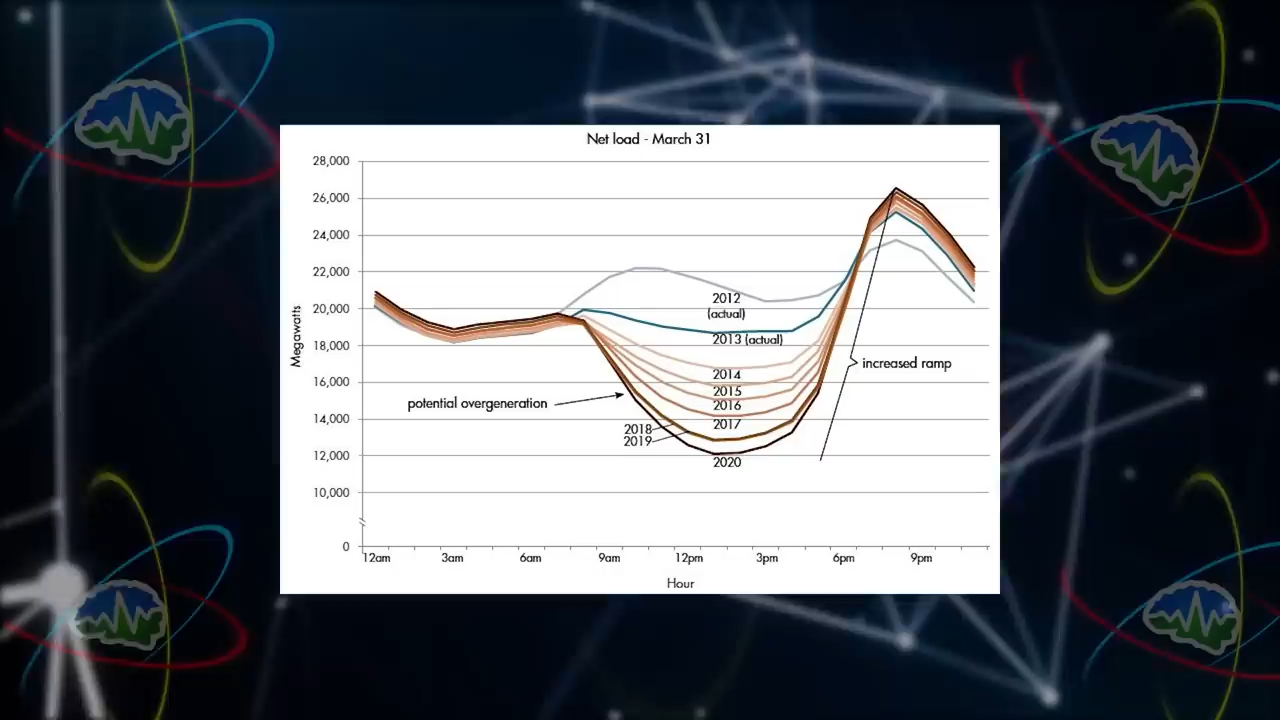 Net load - March 31
28,000
26,000
24,000
22,000
20,000
18,000
16,000
14,000
12,000
10,000
0
Megawatts
2012
(actual)
2013 (actual)
2014
2015
2016
2017
2018
2019
2020
potential overgeneration
increased ramp
12am 3am 6am 9am 12pm 3pm 6pm 9pm
Hour